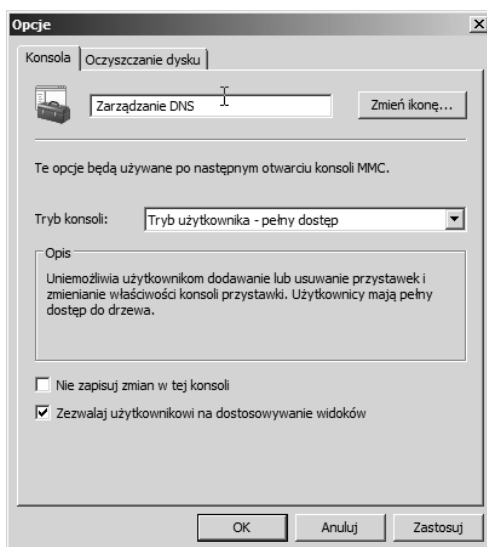 Opcje
Konsola
Oczyszczanie dysku
Zarządzanie DNS
Zmień ikonę...
Te opcje będą używane po następnym otwarciu konsoli MMC.
Tryb konsoli:
Tryb użytkownika - pełny dostęp
Opis
Uniemożliwia użytkownikom dodawanie lub usuwanie przystawek i
zmienianie właściwości konsoli przystawki. Użytkownicy mają pełny
dostęp do drzewa.
Nie zapisuj zmian w tej konsoli
Zezwalaj użytkownikowi na dostosowywanie widoków
OK
Anuluj
Zastosuj